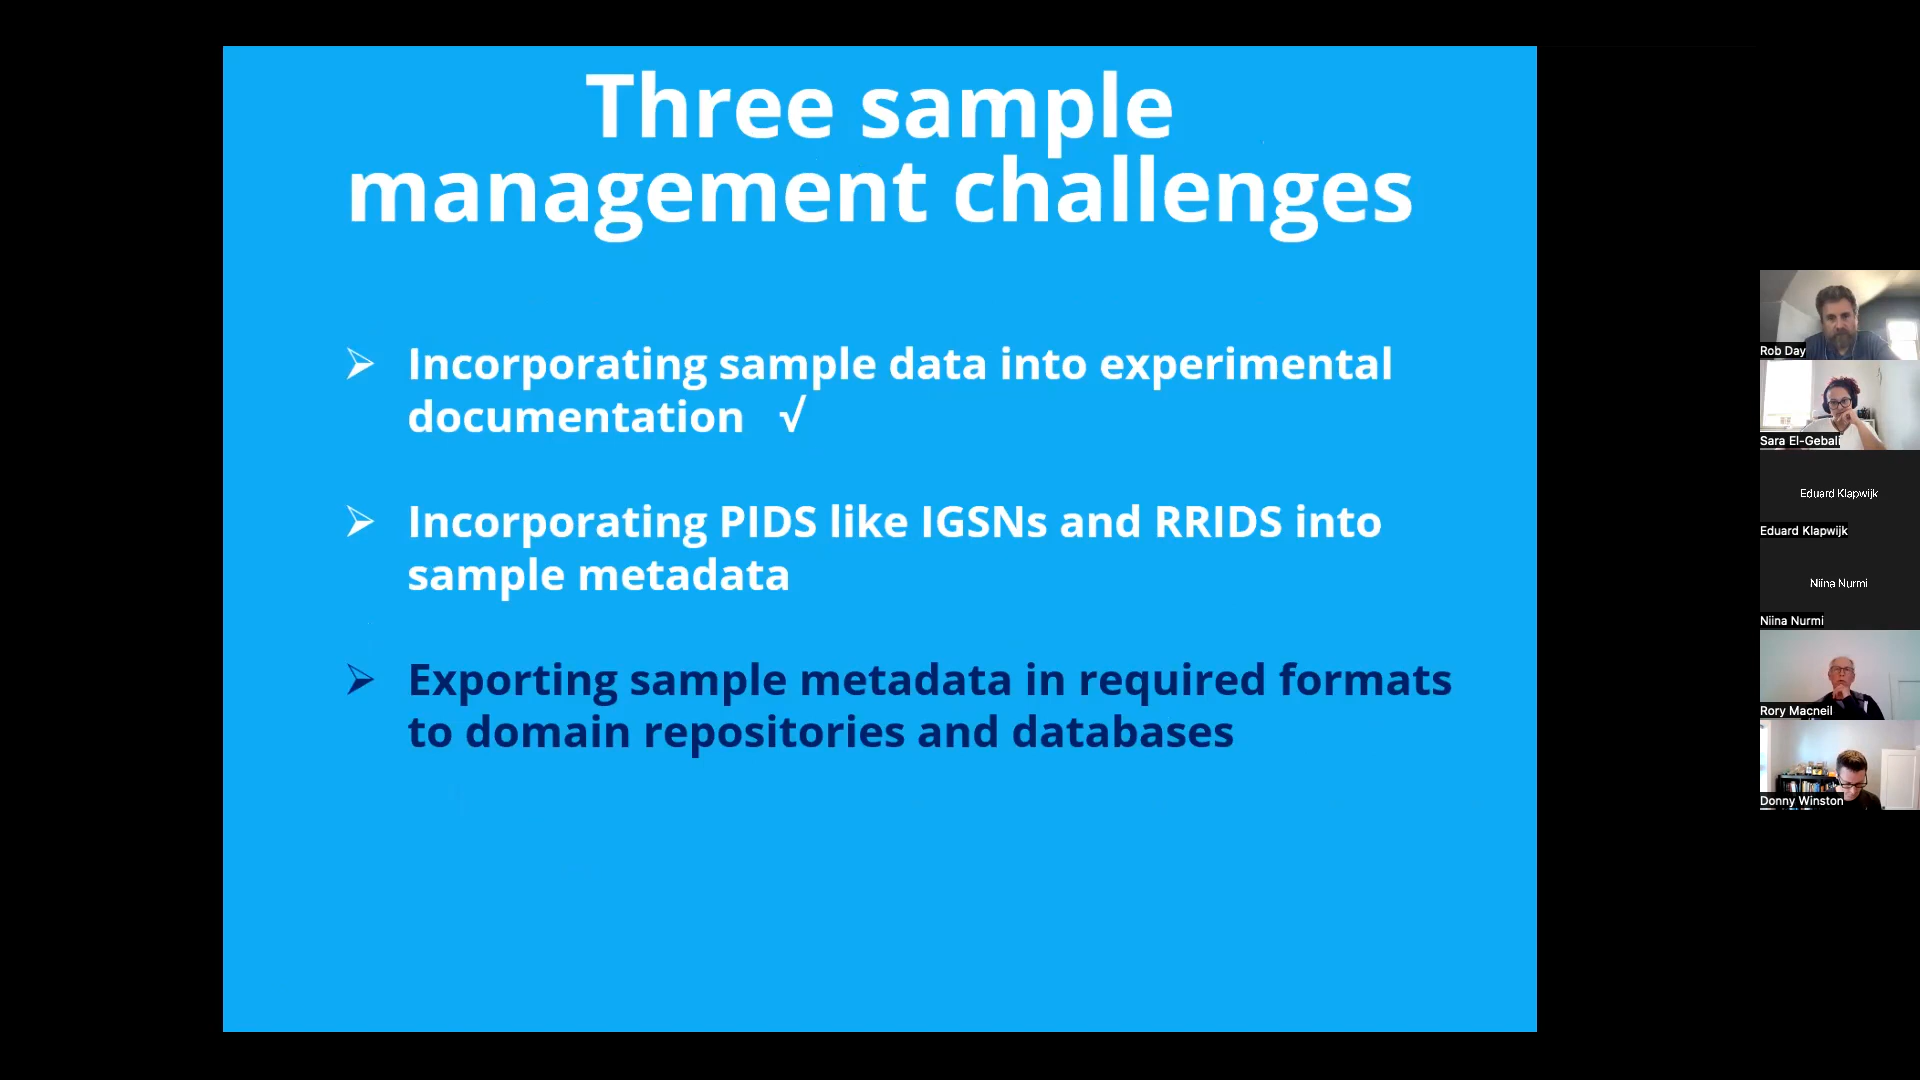 Three sample
management challenges
Incorporating sample data into experimental
documentation √
Incorporating PIDS like IGSNs and RRIDS into
sample metadata
Exporting sample metadata in required formats
to domain repositories and databases
Rob Day
Sara El-Gebali
Eduard Klapwijk
Eduard Klapwijk
Niina Nurmi
Niina Nurmi
Rory Macneil
Donny Winston